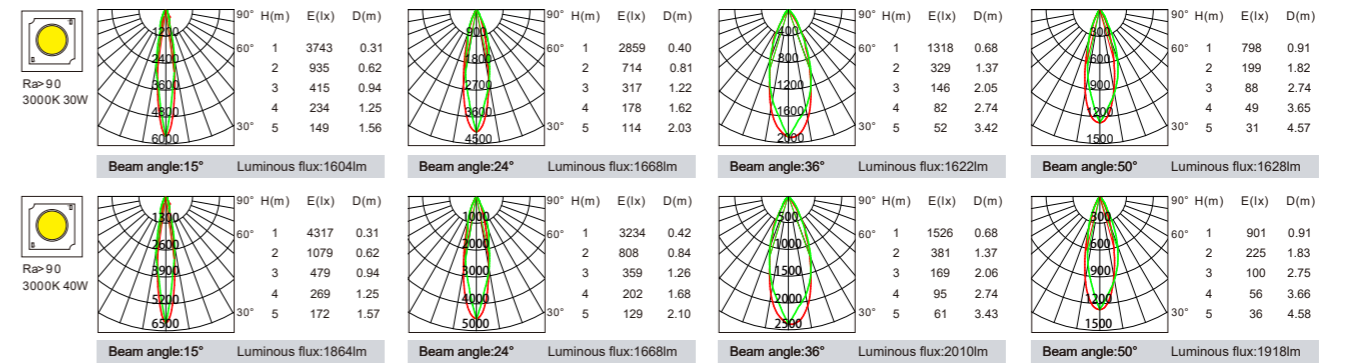 Ra>90
3000K 30W
1200
2400
3600
4800
6000
90° H(m) E(lx) D(m)
60° 1 3743 0.31
2 935 0.62
3 415 0.94
4 234 1.25
30° 5 149 1.56
Beam angle:15° Luminous flux:1604lm
900
1800
2700
3600
4500
90° H(m) E(lx) D(m)
60° 1 2859 0.40
2 714 0.81
3 317 1.22
4 178 1.62
30° 5 114 2.03
Beam angle:24° Luminous flux:1668lm
400
800
1200
1600
2000
90° H(m) E(lx) D(m)
60° 1 1318 0.68
2 329 1.37
3 146 2.05
4 82 2.74
30° 5 52 3.42
Beam angle:36° Luminous flux:1622lm
300
600
900
1200
1500
90° H(m) E(lx) D(m)
60° 1 798 0.91
2 199 1.82
3 88 2.74
4 49 3.65
30° 5 31 4.57
Beam angle:50° Luminous flux:1628lm
Ra>90
3000K 40W
1300
2600
3900
5200
6500
90° H(m) E(lx) D(m)
60° 1 4317 0.31
2 1079 0.62
3 479 0.94
4 269 1.25
30° 5 172 1.57
Beam angle:15° Luminous flux:1864lm
1000
2000
3000
4000
5000
90° H(m) E(lx) D(m)
60° 1 3234 0.42
2 808 0.84
3 359 1.26
4 202 1.68
30° 5 129 2.10
Beam angle:24° Luminous flux:1668lm
500
1000
1500
2000
2500
90° H(m) E(lx) D(m)
60° 1 1526 0.68
2 381 1.37
3 169 2.06
4 95 2.74
30° 5 61 3.43
Beam angle:36° Luminous flux:2010lm
300
600
900
1200
1500
90° H(m) E(lx) D(m)
60° 1 901 0.91
2 225 1.83
3 100 2.75
4 56 3.66
30° 5 36 4.58
Beam angle:50° Luminous flux:1918lm